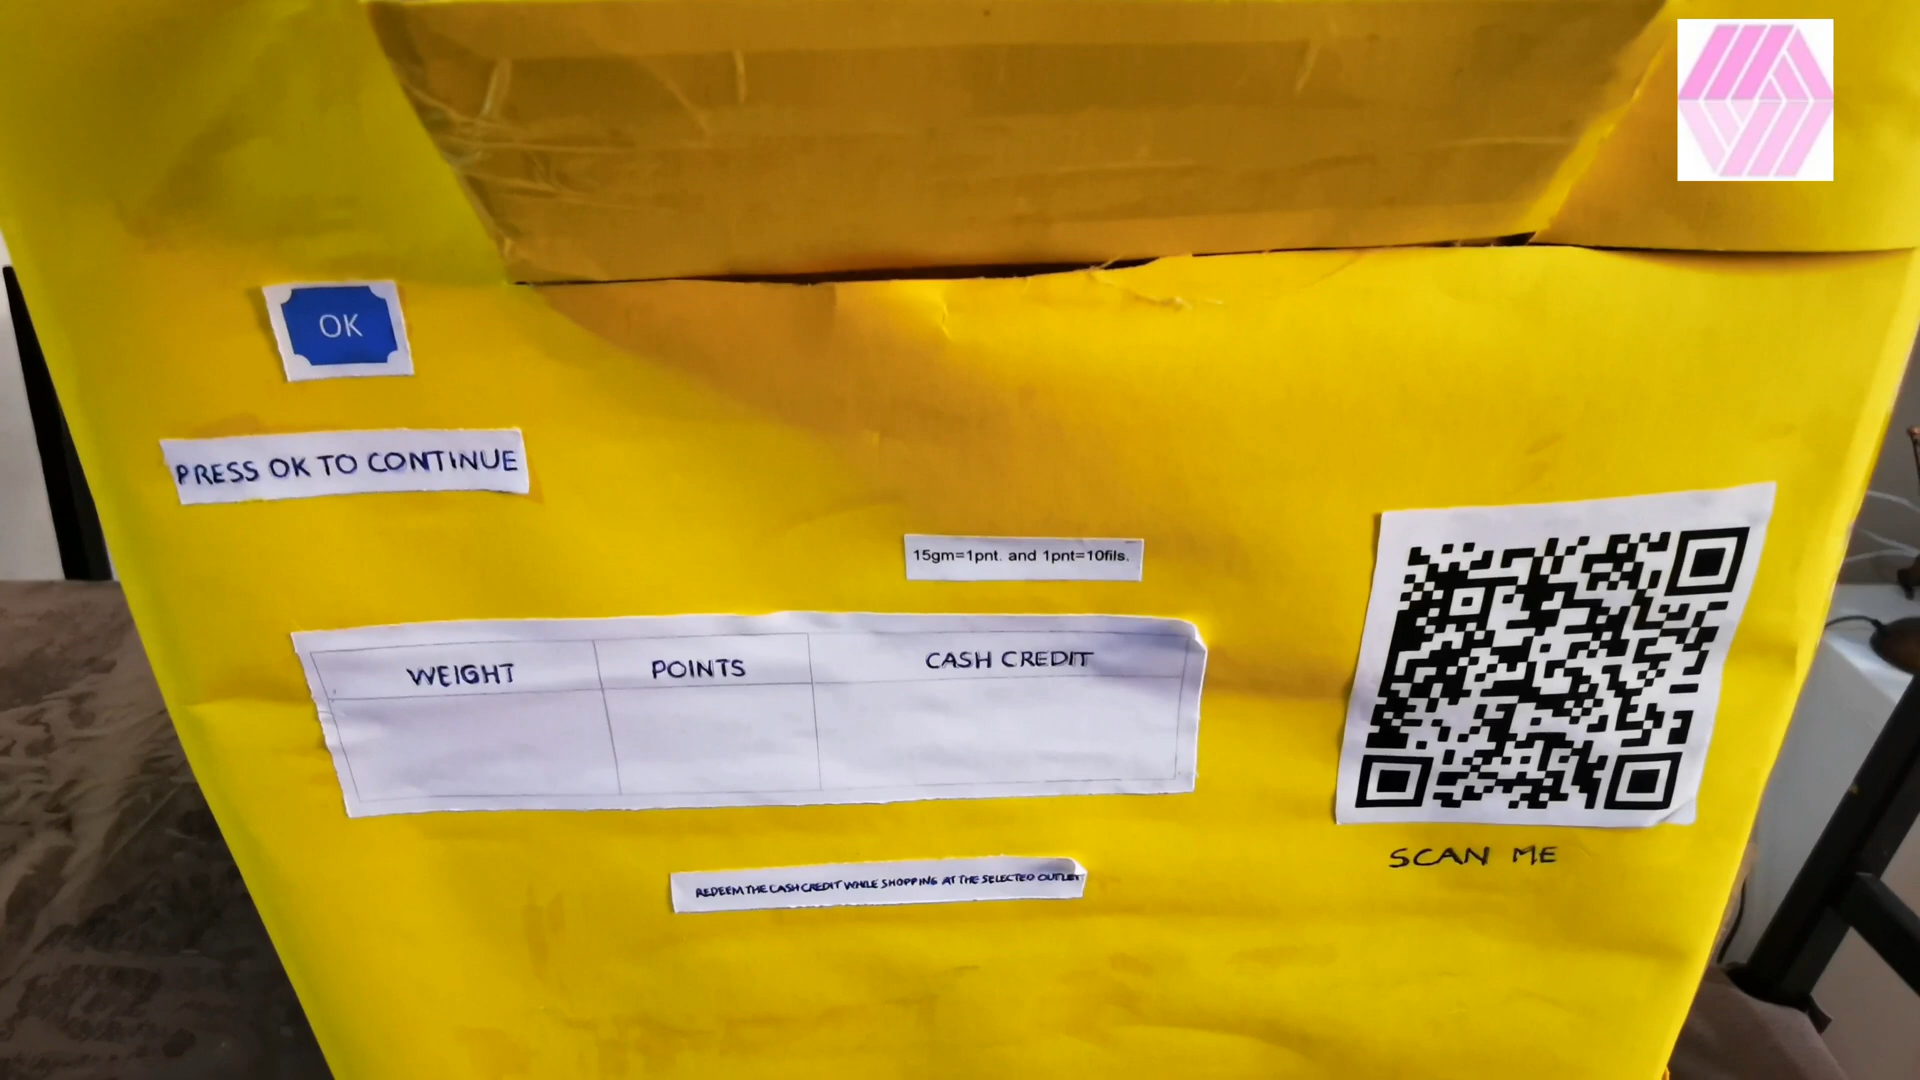 OK
PRESS OK TO CONTINUE
15gm=1pnt. and 1pnt=10fils.
WEIGHT POINTS CASH CREDIT
REDEEM THE CASH CREDIT WHILE SHOPPING AT THE SELECTED OUTLET
SCAN ME